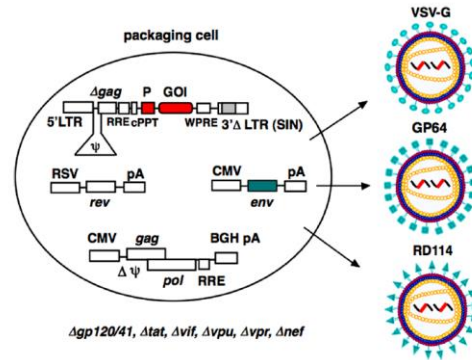 packaging cell
VSV-G
Δgag
P
GOI
5'LTR
RRE
cPPT
WPRE
3'Δ LTR (SIN)
ψ
GP64
RSV
pA
rev
CMV
pA
env
CMV
gag
BGH pA
Δ ψ
pol
RRE
RD114
Δgp120/41, Δtat, Δvif, Δvpu, Δvpr, Δnef